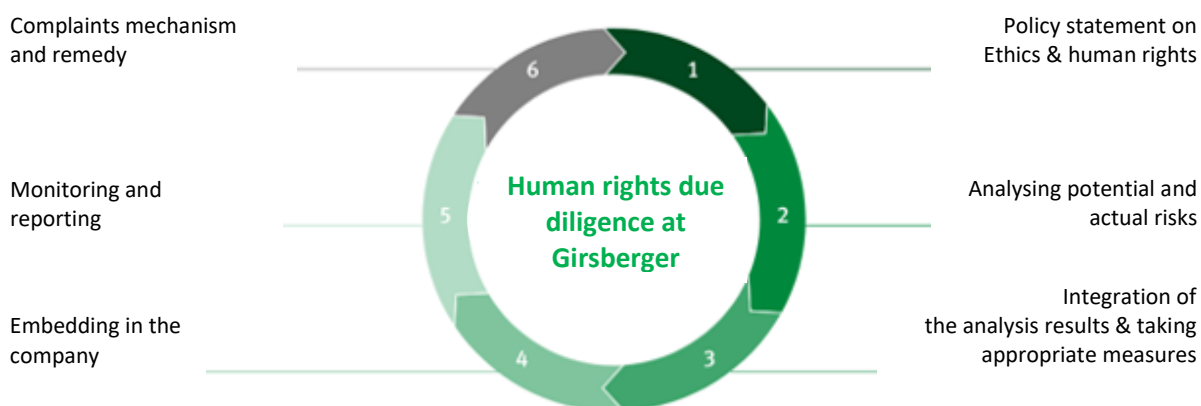 Complaints mechanism
and remedy
Policy statement on
Ethics & human rights
6
1
Monitoring and
reporting
5
Human rights due
diligence at
Girsberger
2
Analysing potential and
actual risks
Embedding in the
company
4
3
Integration of
the analysis results & taking
appropriate measures